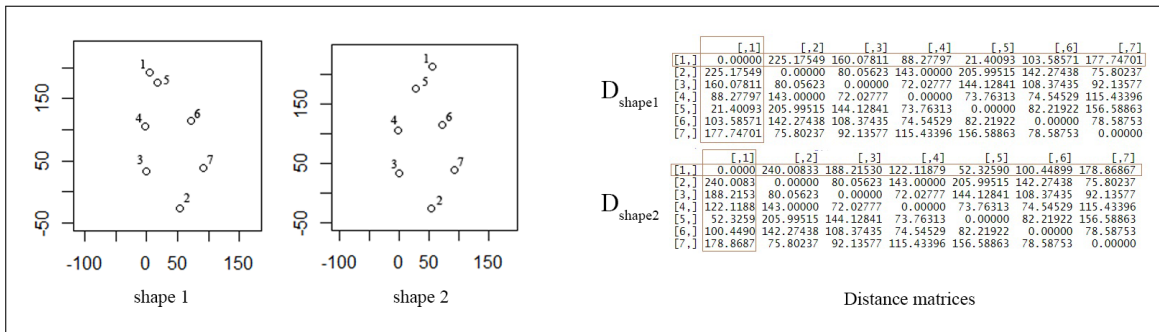 1
5
4
6
3
7
2
150
50
-50
-100 0 50 150
shape 1
1
5
4
6
3
7
2
150
50
-50
-100 0 50 150
shape 2
D shape1
[,1] [,2] [,3] [,4] [,5] [,6] [,7]
[1,] 0.00000 225.17549 160.07811 88.27797 21.40093 103.58571 177.74701
[2,] 225.17549 0.00000 80.05623 143.00000 205.99515 142.27438 75.80237
[3,] 160.07811 80.05623 0.00000 72.02777 144.12841 108.37435 92.13577
[4,] 88.27797 143.00000 72.02777 0.00000 73.76313 74.54529 115.43396
[5,] 21.40093 205.99515 144.12841 73.76313 0.00000 82.21922 156.58863
[6,] 103.58571 142.27438 108.37435 74.54529 82.21922 0.00000 78.58753
[7,] 177.74701 75.80237 92.13577 115.43396 156.58863 78.58753 0.00000
D shape2
[,1] [,2] [,3] [,4] [,5] [,6] [,7]
[1,] 0.0000 240.00833 188.21530 122.11879 52.32590 100.44899 178.86867
[2,] 240.0083 0.00000 80.05623 143.00000 205.99515 142.27438 75.80237
[3,] 188.2153 80.05623 0.00000 72.02777 144.12841 108.37435 92.13577
[4,] 122.1188 143.00000 72.02777 0.00000 73.76313 74.54529 115.43396
[5,] 52.3259 205.99515 144.12841 73.76313 0.00000 82.21922 156.58863
[6,] 100.4490 142.27438 108.37435 74.54529 82.21922 0.00000 78.58753
[7,] 178.8687 75.80237 92.13577 115.43396 156.58863 78.58753 0.00000
Distance matrices